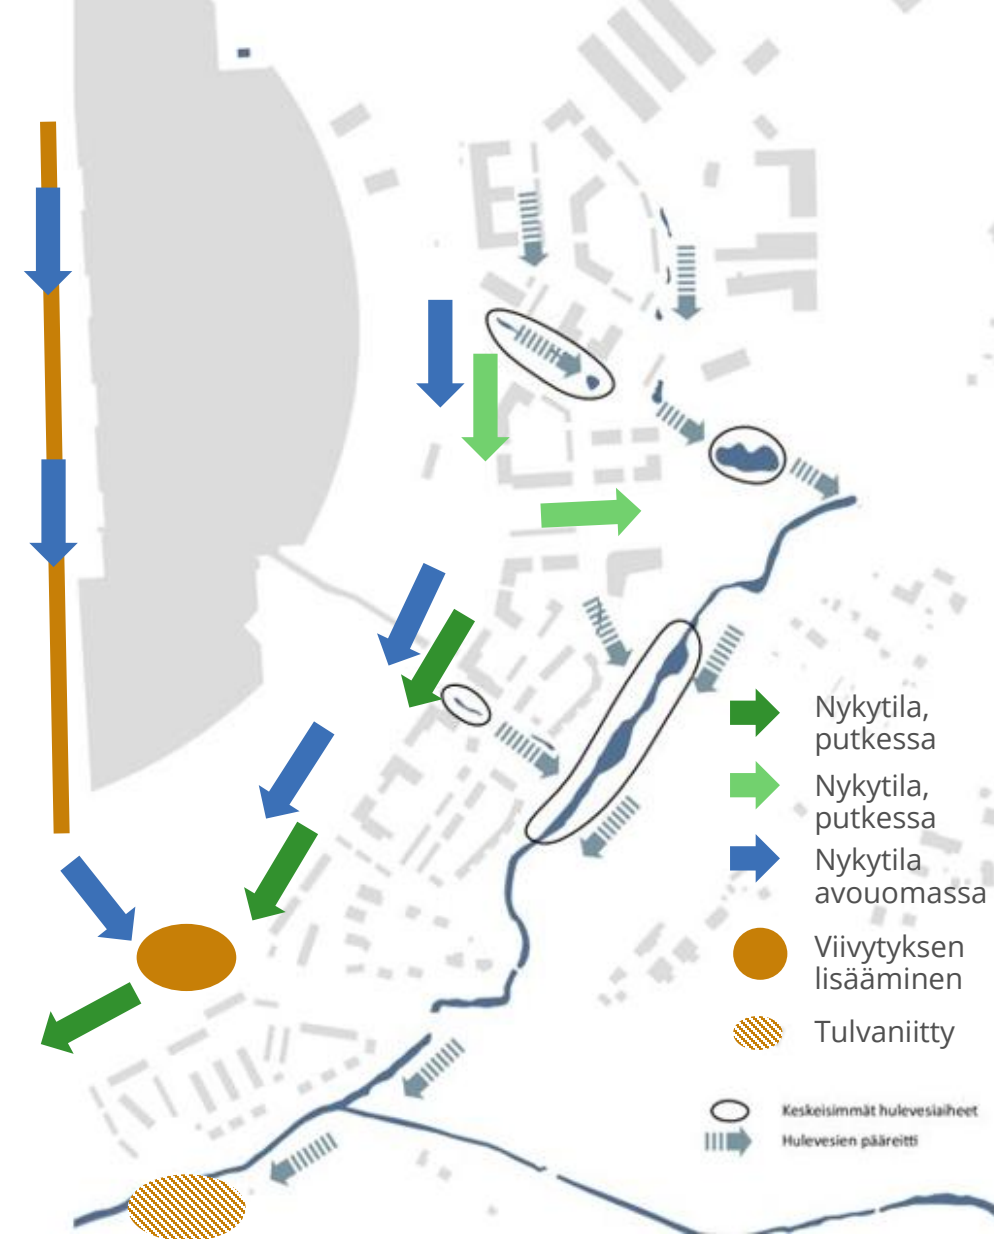 Nykytila,
putkessa
Nykytila,
putkessa
Nykytila
avouomassa
Viivytyksen
lisääminen
Tulvaniitty
Keskeisimmät hulevesiaiheet
Hulevesien pääreitti